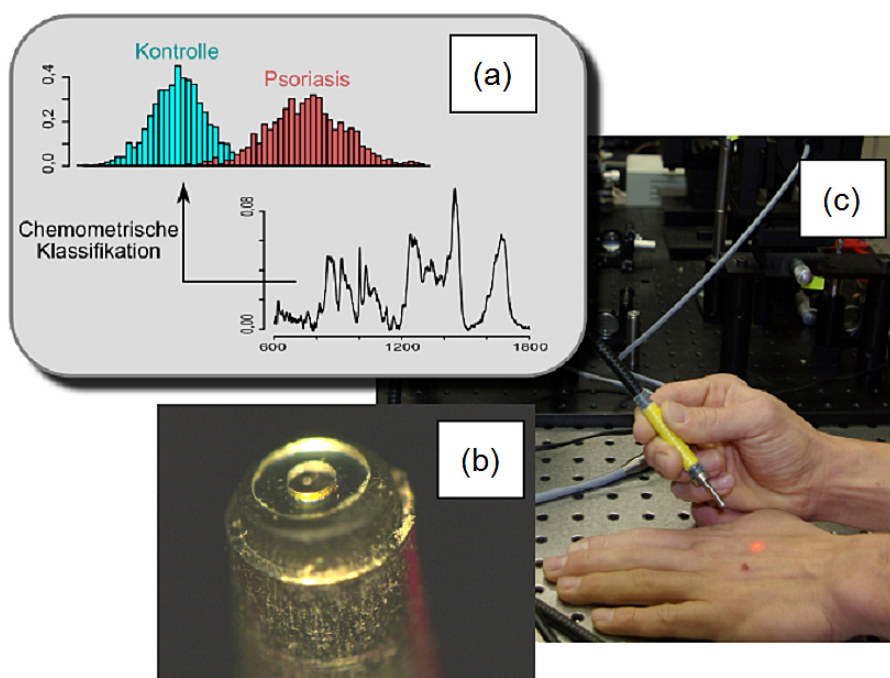 Kontrolle
(a)
Psoriasis
0,4
0,2
0,0
Chemometrische
Klassifikation
0.08
0.00
600
1200
1800
(b)
(c)